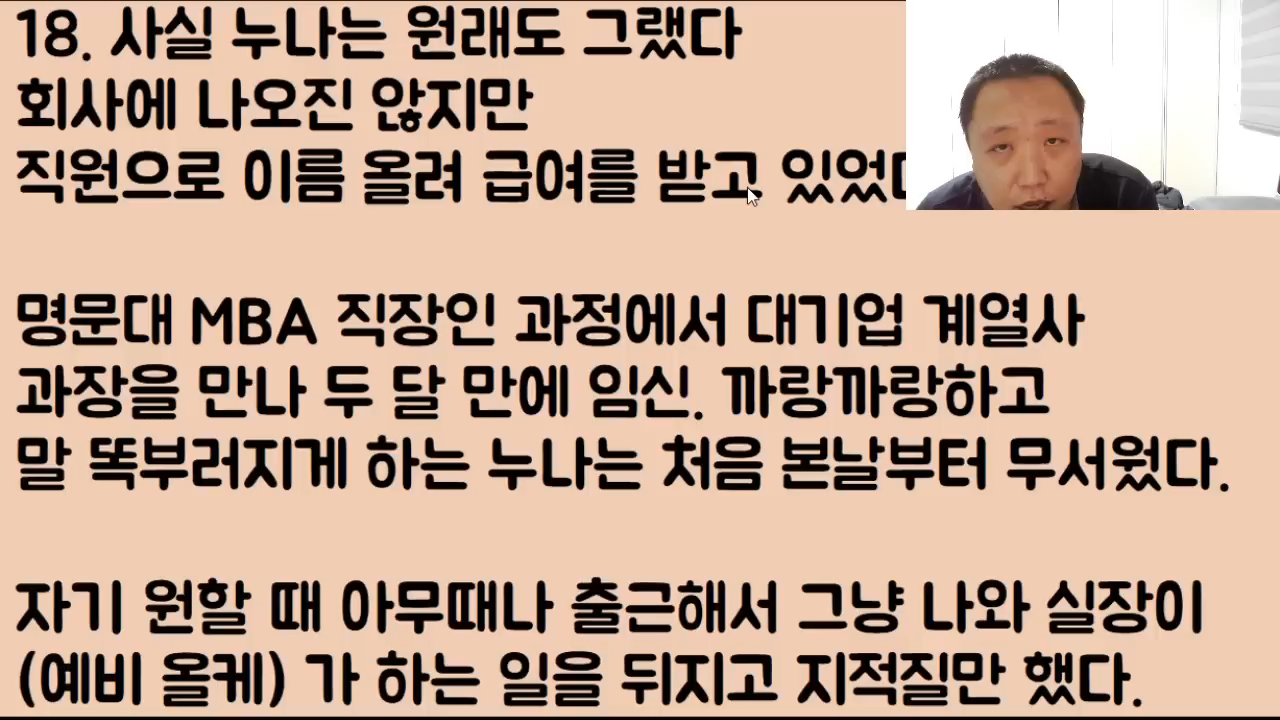 18. 사실 누나는 원래도 그랬다
회사에 나오진 않지만
직원으로 이름 올려 급여를 받고
명문대 MBA 직장인 과정에서 대기업 계열사
과장을 만나 두 달 만에 임신. 까랑까랑하고
말 똑부러지게 하는 누나는 처음 본날부터 무서웠다.
자기 원할 때 아무때나 출근해서 그냥 나와 실장이
(예비 올케) 가 하는 일을 뒤지고 지적질만 했다.